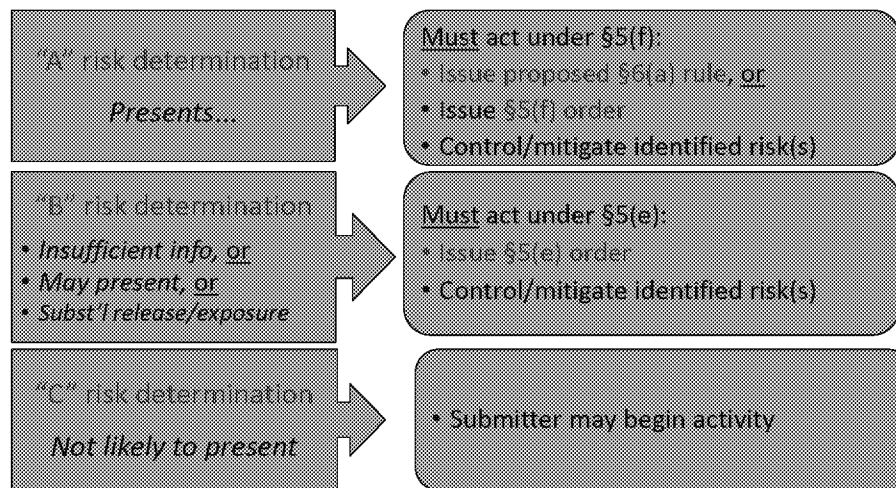 "A" risk determination
Presents...
Must act under §5(f):
• Issue proposed §6(a) rule, or
• Issue §5(f) order
• Control/mitigate identified risk(s)
"B" risk determination
• Insufficient info, or
• May present, or
• Subst'l release/exposure
Must act under §5(e):
• Issue §5(e) order
• Control/mitigate identified risk(s)
"C" risk determination
Not likely to present
• Submitter may begin activity